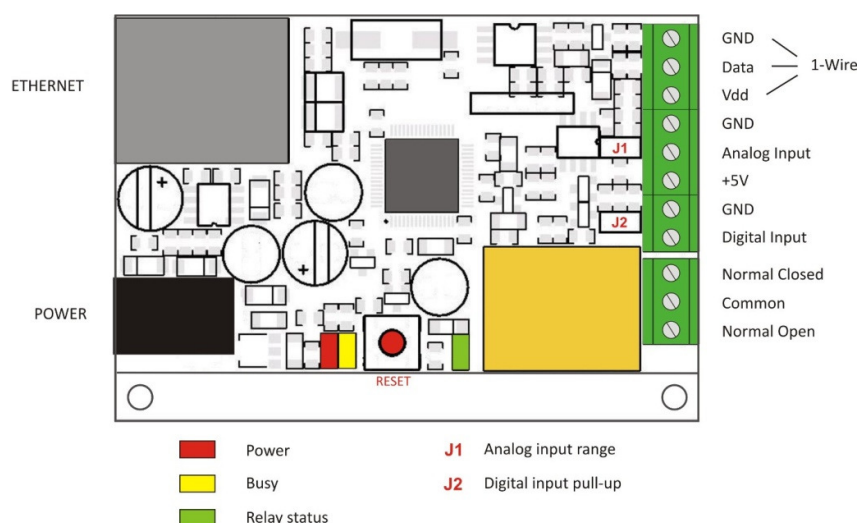 ETHERNET
POWER
J1
J2
RESET
GND
Data
Vdd
1-Wire
GND
Analog Input
+5V
GND
Digital Input
Normal Closed
Common
Normal Open
+
+
Power
Busy
Relay status
J1 Analog input range
J2 Digital input pull-up